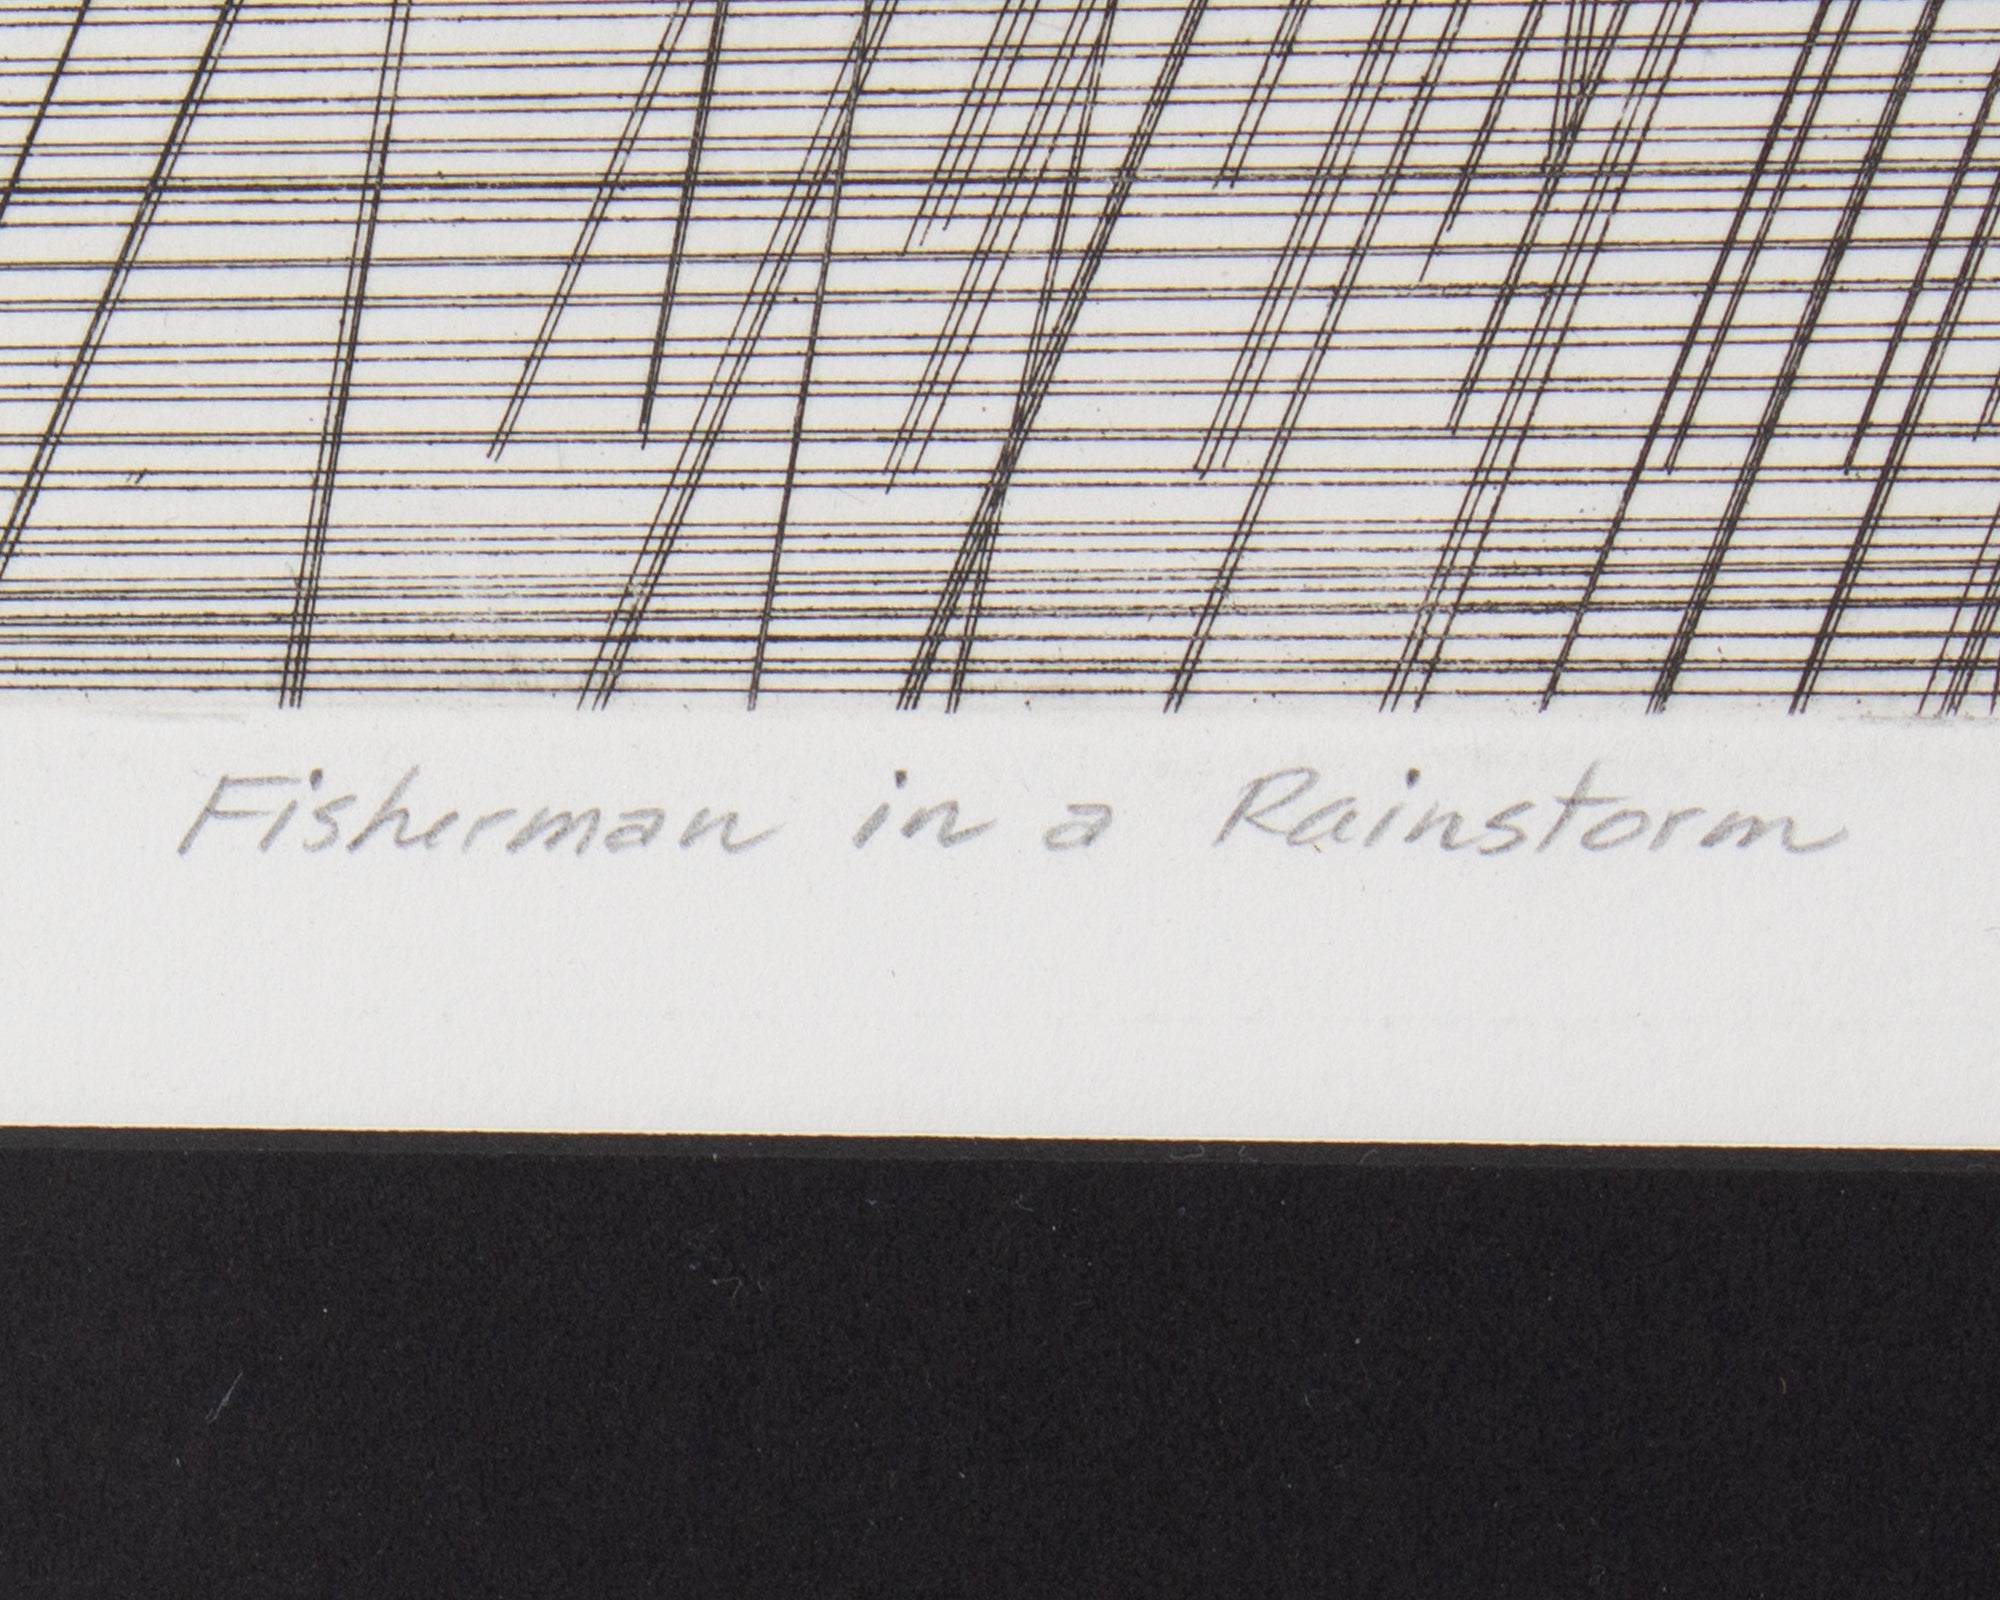 Fisherman in a Rainstorm